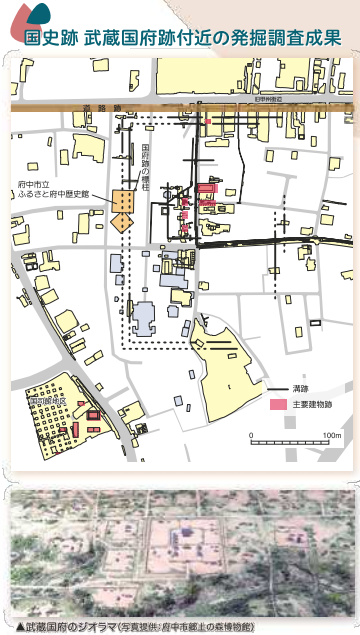 国史跡 武蔵国府跡付近の発掘調査成果
道路跡
旧甲州街道
国府跡の標柱
府中市立
ふるさと府中歴史館
国司館地区
溝跡
主要建物跡
0 100m
▲武蔵国府のジオラマ(写真提供:府中市郷土の森博物館)